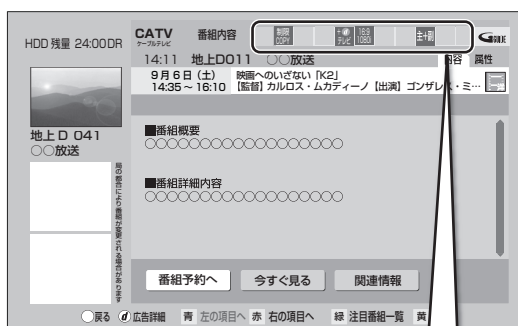 HDD 残量 24:00DR
CATV
ケーブルテレビ
番組内容
制限
COPY
+d 16:9
テレビ 1080i
主+副
GGUIDE
14:11 地上D011 ○○放送
内容 属性
9月6日(土) 映画へのいざない「K2」
14:35～16:10 【監督】カルロス・ムカディーノ【出演】ゴンザレス・ミ…
地上D 041
○○放送
局の都合により番組が変更される場合があります
■番組概要
○○○○○○○○○○○○○○○○○○
■番組詳細内容
○○○○○○○○○○○○○○○○○○
番組予約へ 今すぐ見る 関連情報
○戻る d 広告詳細 青 左の項目へ 赤 右の項目へ 緑 注目番組一覧 黄